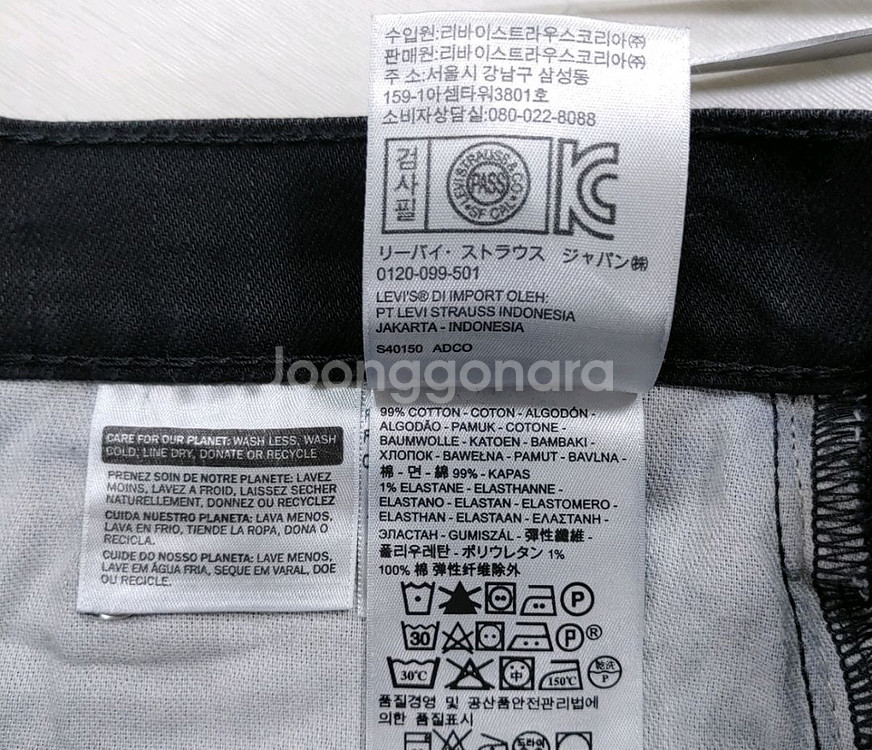 수입원:리바이스트라우스코리아㈜
판매원:리바이스트라우스코리아㈜
주 소:서울시 강남구 삼성동
159-1아셈타워3801호
소비자상담실:080-022-8088
검사필
LEVI STRAUSS & CO
PASS
SF CAL
リーバイ・ストラウス ジャパン㈱
0120-099-501
LEVI'S® DI IMPORT OLEH:
PT LEVI STRAUSS INDONESIA
JAKARTA - INDONESIA
S40150 ADCO
Joonggonara
CARE FOR OUR PLANET: WASH LESS, WASH
COLD, LINE DRY, DONATE OR RECYCLE
PRENEZ SOIN DE NOTRE PLANETE: LAVEZ
MOINS, LAVEZ A FROID, LAISSEZ SECHER
NATURELLEMENT, DONNEZ OU RECYCLEZ
CUIDA NUESTRO PLANETA: LAVA MENOS,
LAVA EN FRIO, TIENDE LA ROPA, DONA O
RECICLA.
CUIDE DO NOSSO PLANETA: LAVE MENOS,
LAVE EM ÁGUA FRIA, SEQUE EM VARAL, DOE
OU RECICLE.
99% COTTON - COTON - ALGODÓN -
ALGODÃO - PAMUK - COTONE -
BAUMWOLLE - KATOEN - BAMBAKI -
ХЛОПОК - BAWEŁNA - PAMUT - BAVLNA -
棉 - 면 - 綿 99% - KAPAS
1% ELASTANE - ELASTHANNE -
ELASTANO - ELASTAN - ELASTOMERO -
ELASTHAN - ELASTAAN - ΕΛΑΣΤΑΝΗ -
ЭЛАСТАН - GUMISZÁL - 弹性纖維 -
폴리우레탄 - ポリウレタン 1%
100% 棉 弹性纤维除外
P
30 P®
30℃ 中 150℃ 乾洗 P
품질경영 및 공산품안전관리법에
의한 품질표시
드라이